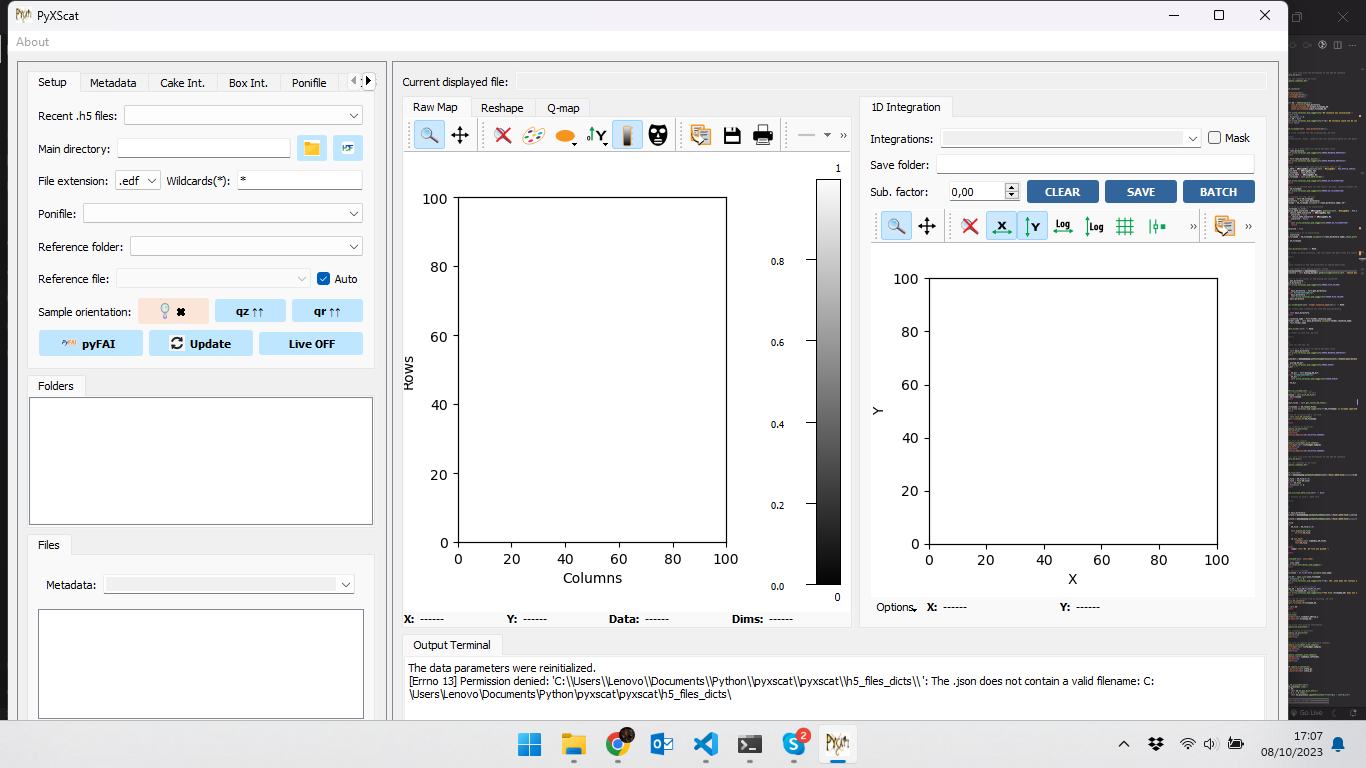 PyXScat
About
Setup
Metadata
Cake Int.
Box Int.
Ponifile
Recent .h5 files:
Main directory:
File extension: .edf Wildcards(*): *
Ponifile:
Reference folder:
Reference file: Auto
Sample orientation: ✖ qz ↑↑ qr ↑↑
PyFAI pyFAI Update Live OFF
Folders
Files
Metadata:
Current displayed file:
Raw Map Reshape Q-map
Y
»
1
0.8
0.6
0.4
0.2
0.0
0
100
80
60
40
20
0
Rows
0 20 40 60 80 100
Columns
X: ------ Y: ------ Data: ------ Dims: ------
1D Integration
Integrations: Mask
Save folder:
Sub. factor: 0,00 CLEAR SAVE BATCH
X Y Log Log » »
100
80
60
40
20
0
Y
0 20 40 60 80 100
X
Options X: ------ Y: ------
Output Terminal
The data parameters were reinitialized.
[Errno 13] Permission denied: 'C:\\Users\\Lenovo\\Documents\\Python\\pyxscat\\pyxscat\\h5_files_dicts\\ ': The .json does not contain a valid filename: C:
\Users\Lenovo\Documents\Python\pyxscat\pyxscat\h5_files_dicts\
Go Live
2
17:07
08/10/2023